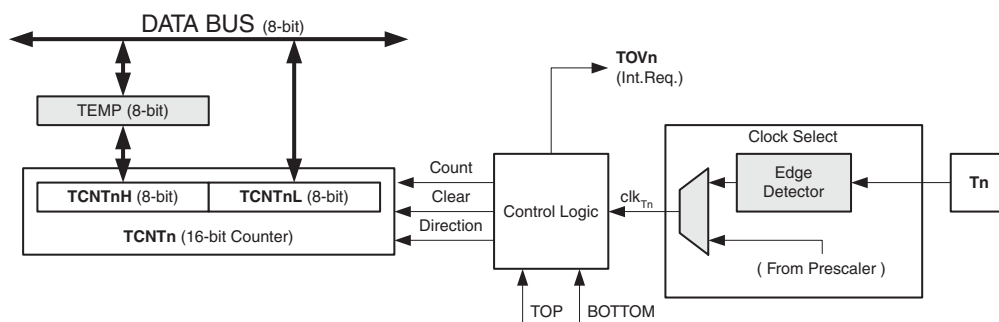 DATA BUS (8-bit)
TOVn
(Int.Req.)
TEMP (8-bit)
Clock Select
Count
Edge
Detector
Tn
TCNTnH (8-bit) TCNTnL (8-bit)
Clear
Control Logic
clkTn
TCNTn (16-bit Counter)
Direction
( From Prescaler )
TOP
BOTTOM